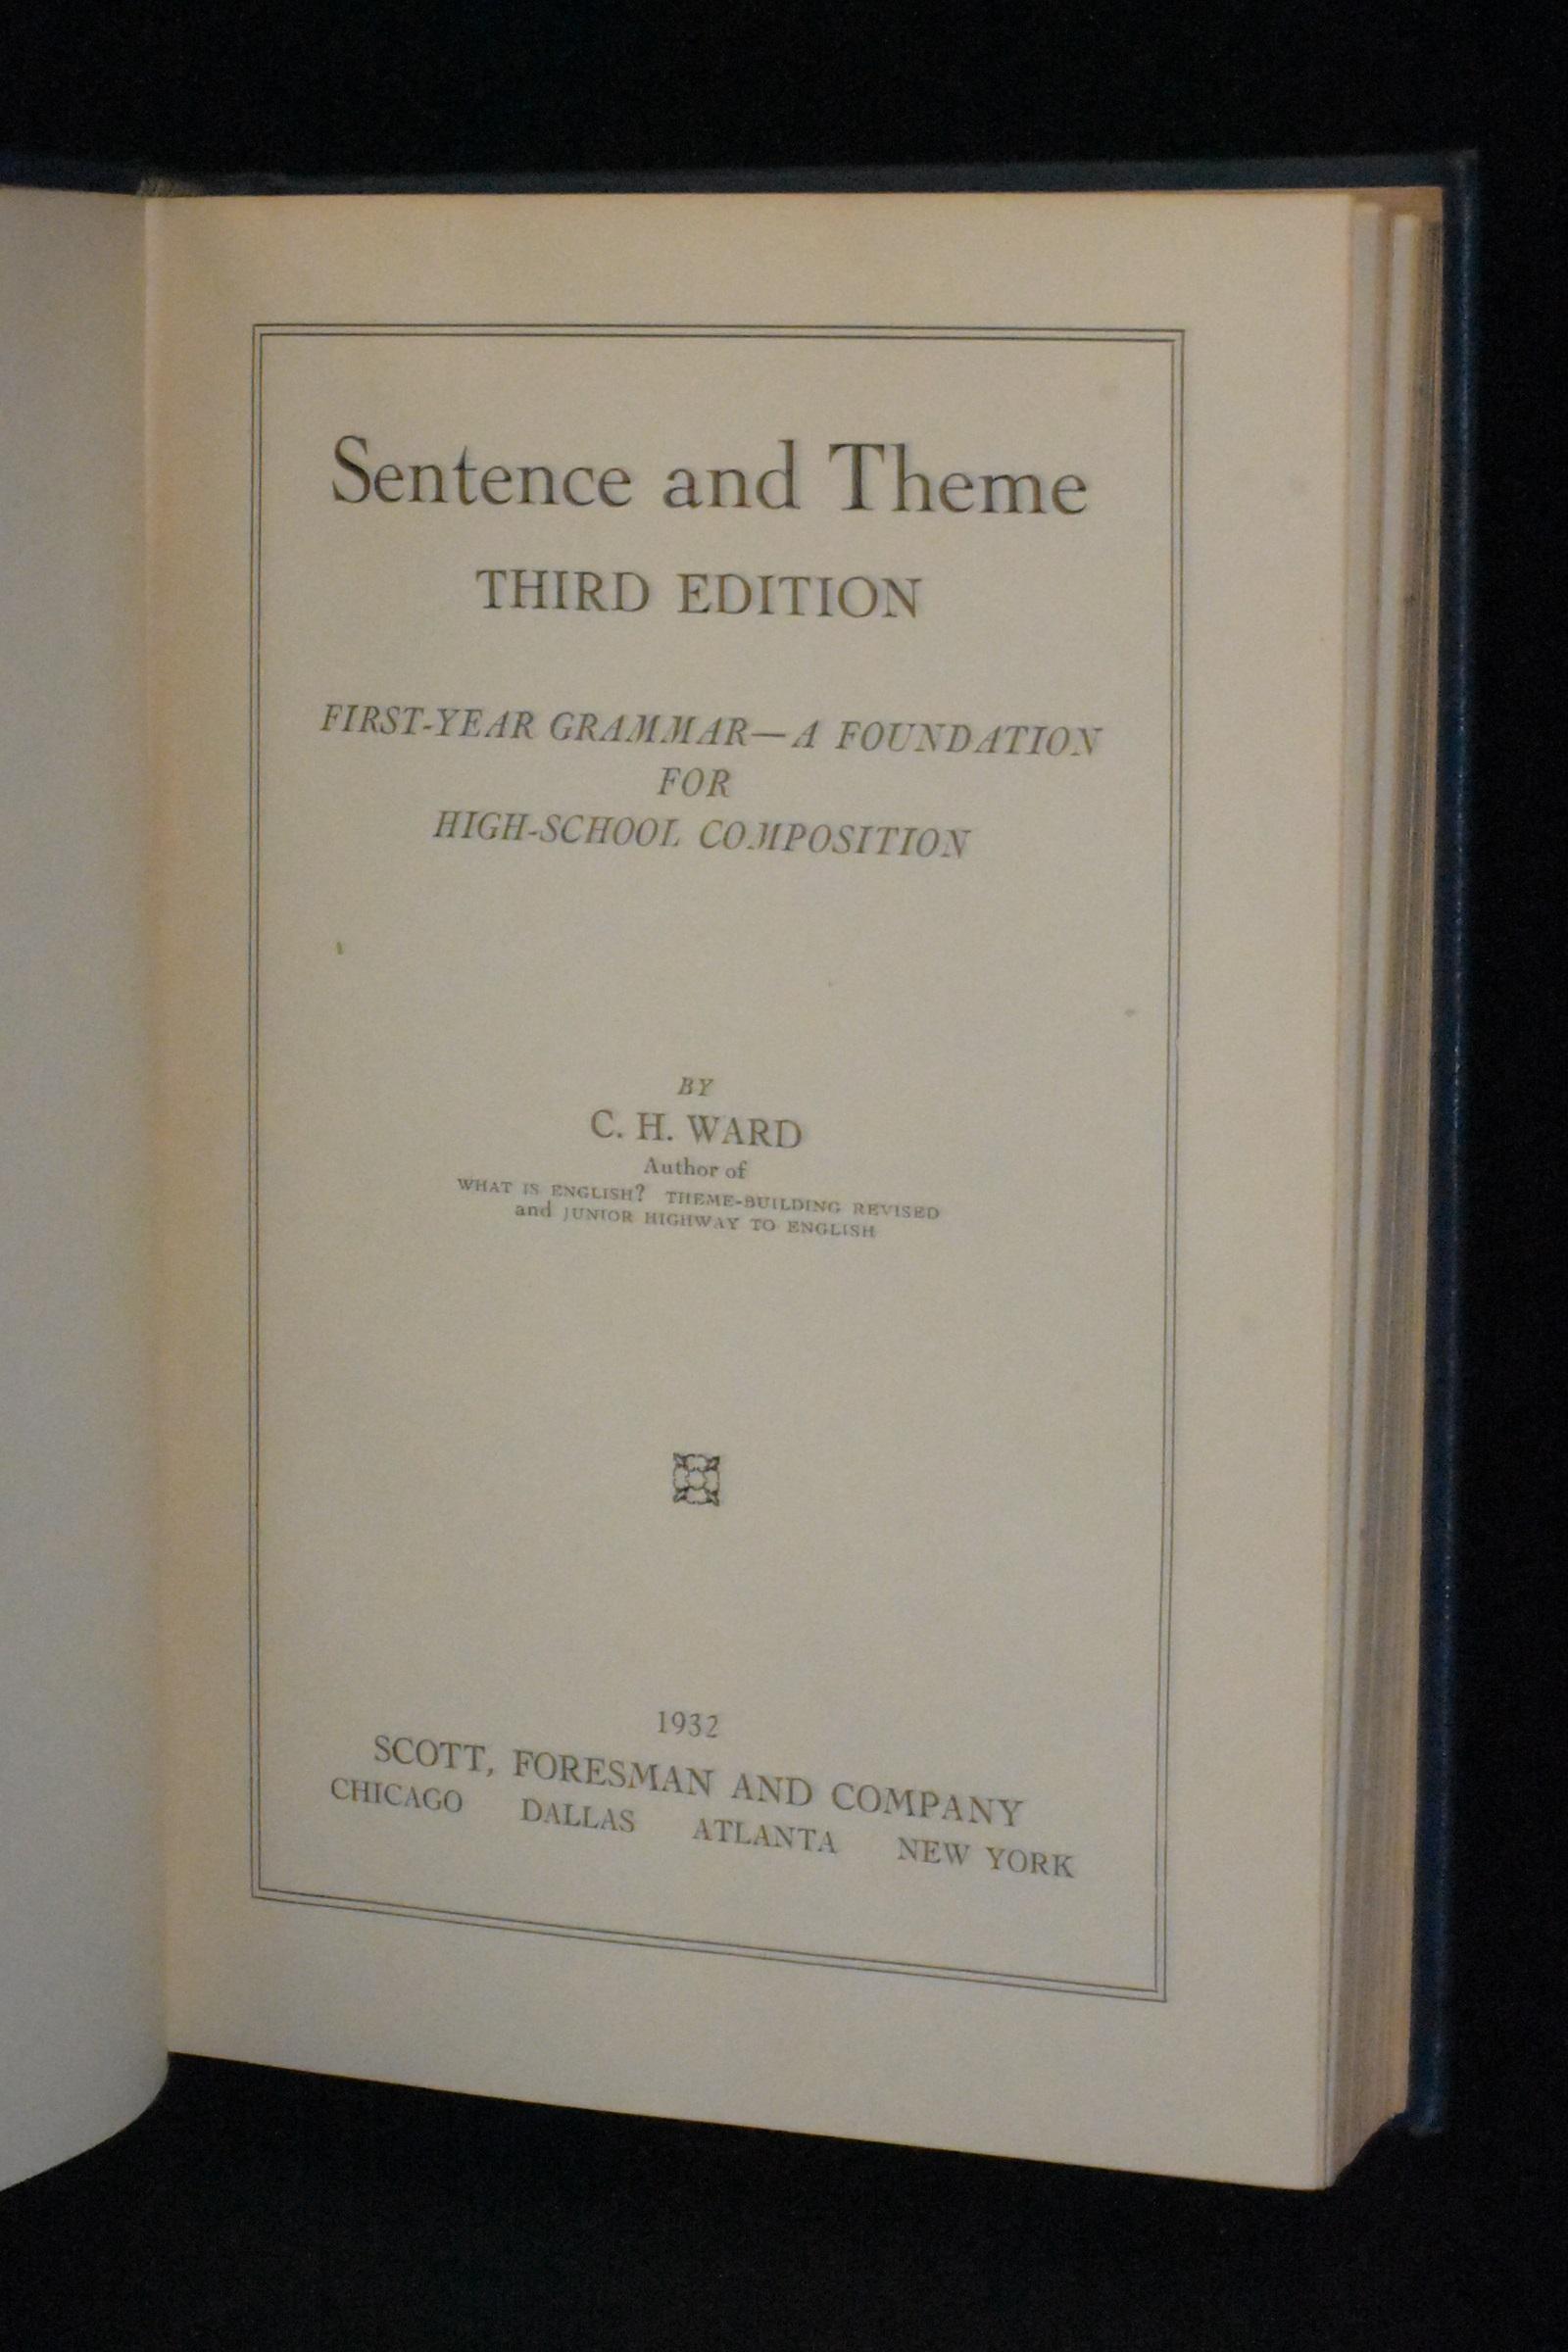 Sentence and Theme
THIRD EDITION
FIRST-YEAR GRAMMAR—A FOUNDATION
FOR
HIGH-SCHOOL COMPOSITION
BY
C. H. WARD
Author of
WHAT IS ENGLISH? THEME-BUILDING REVISED
and JUNIOR HIGHWAY TO ENGLISH
1932
SCOTT, FORESMAN AND COMPANY
CHICAGO DALLAS ATLANTA NEW YORK